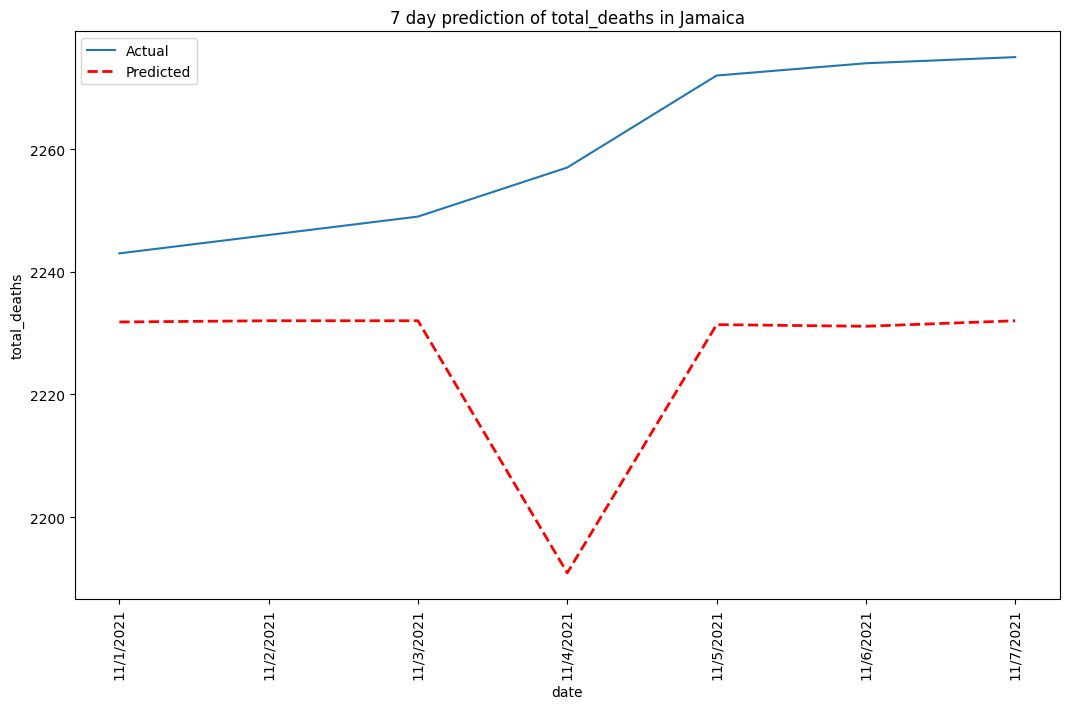 7 day prediction of total_deaths in Jamaica
Actual
Predicted
total_deaths
2260
2240
2220
2200
11/1/2021
11/2/2021
11/3/2021
11/4/2021
11/5/2021
11/6/2021
11/7/2021
date